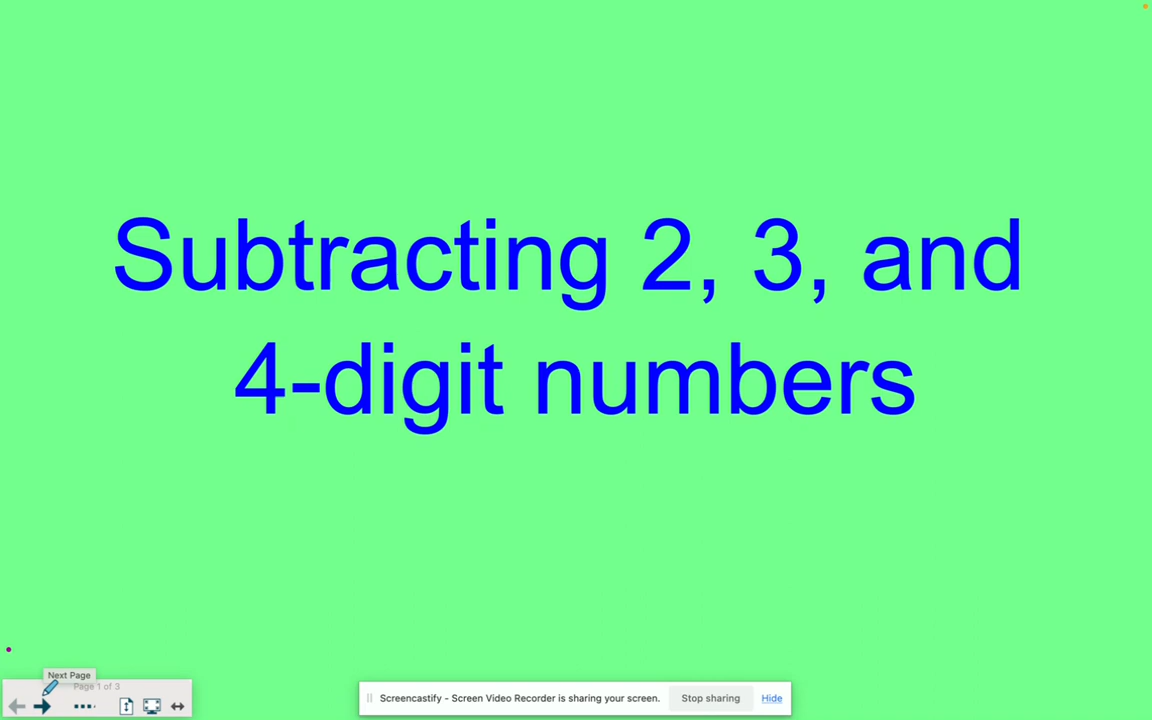 Subtracting 2, 3, and
4-digit numbers
Next Page
Page 1 of 3
Screencastify - Screen Video Recorder is sharing your screen. Stop sharing Hide